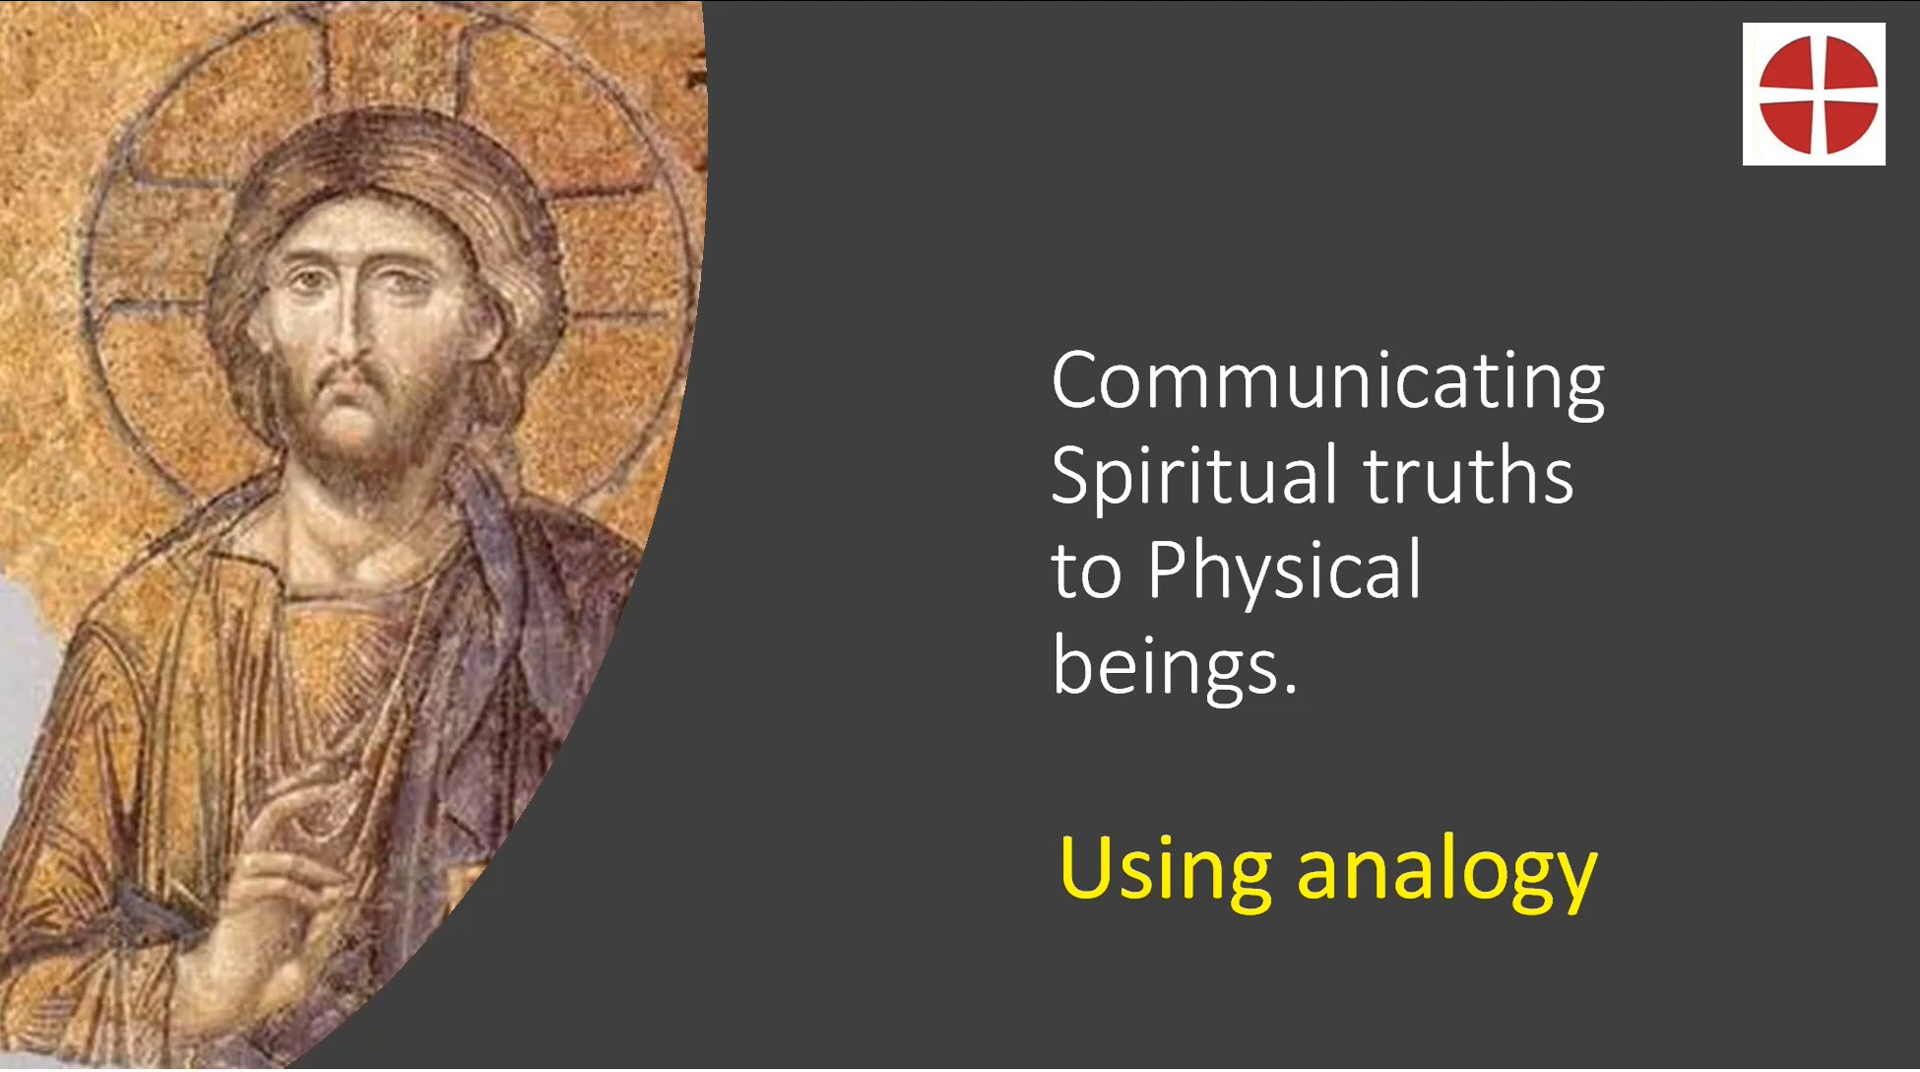 Communicating
Spiritual truths
to Physical
beings.
Using analogy